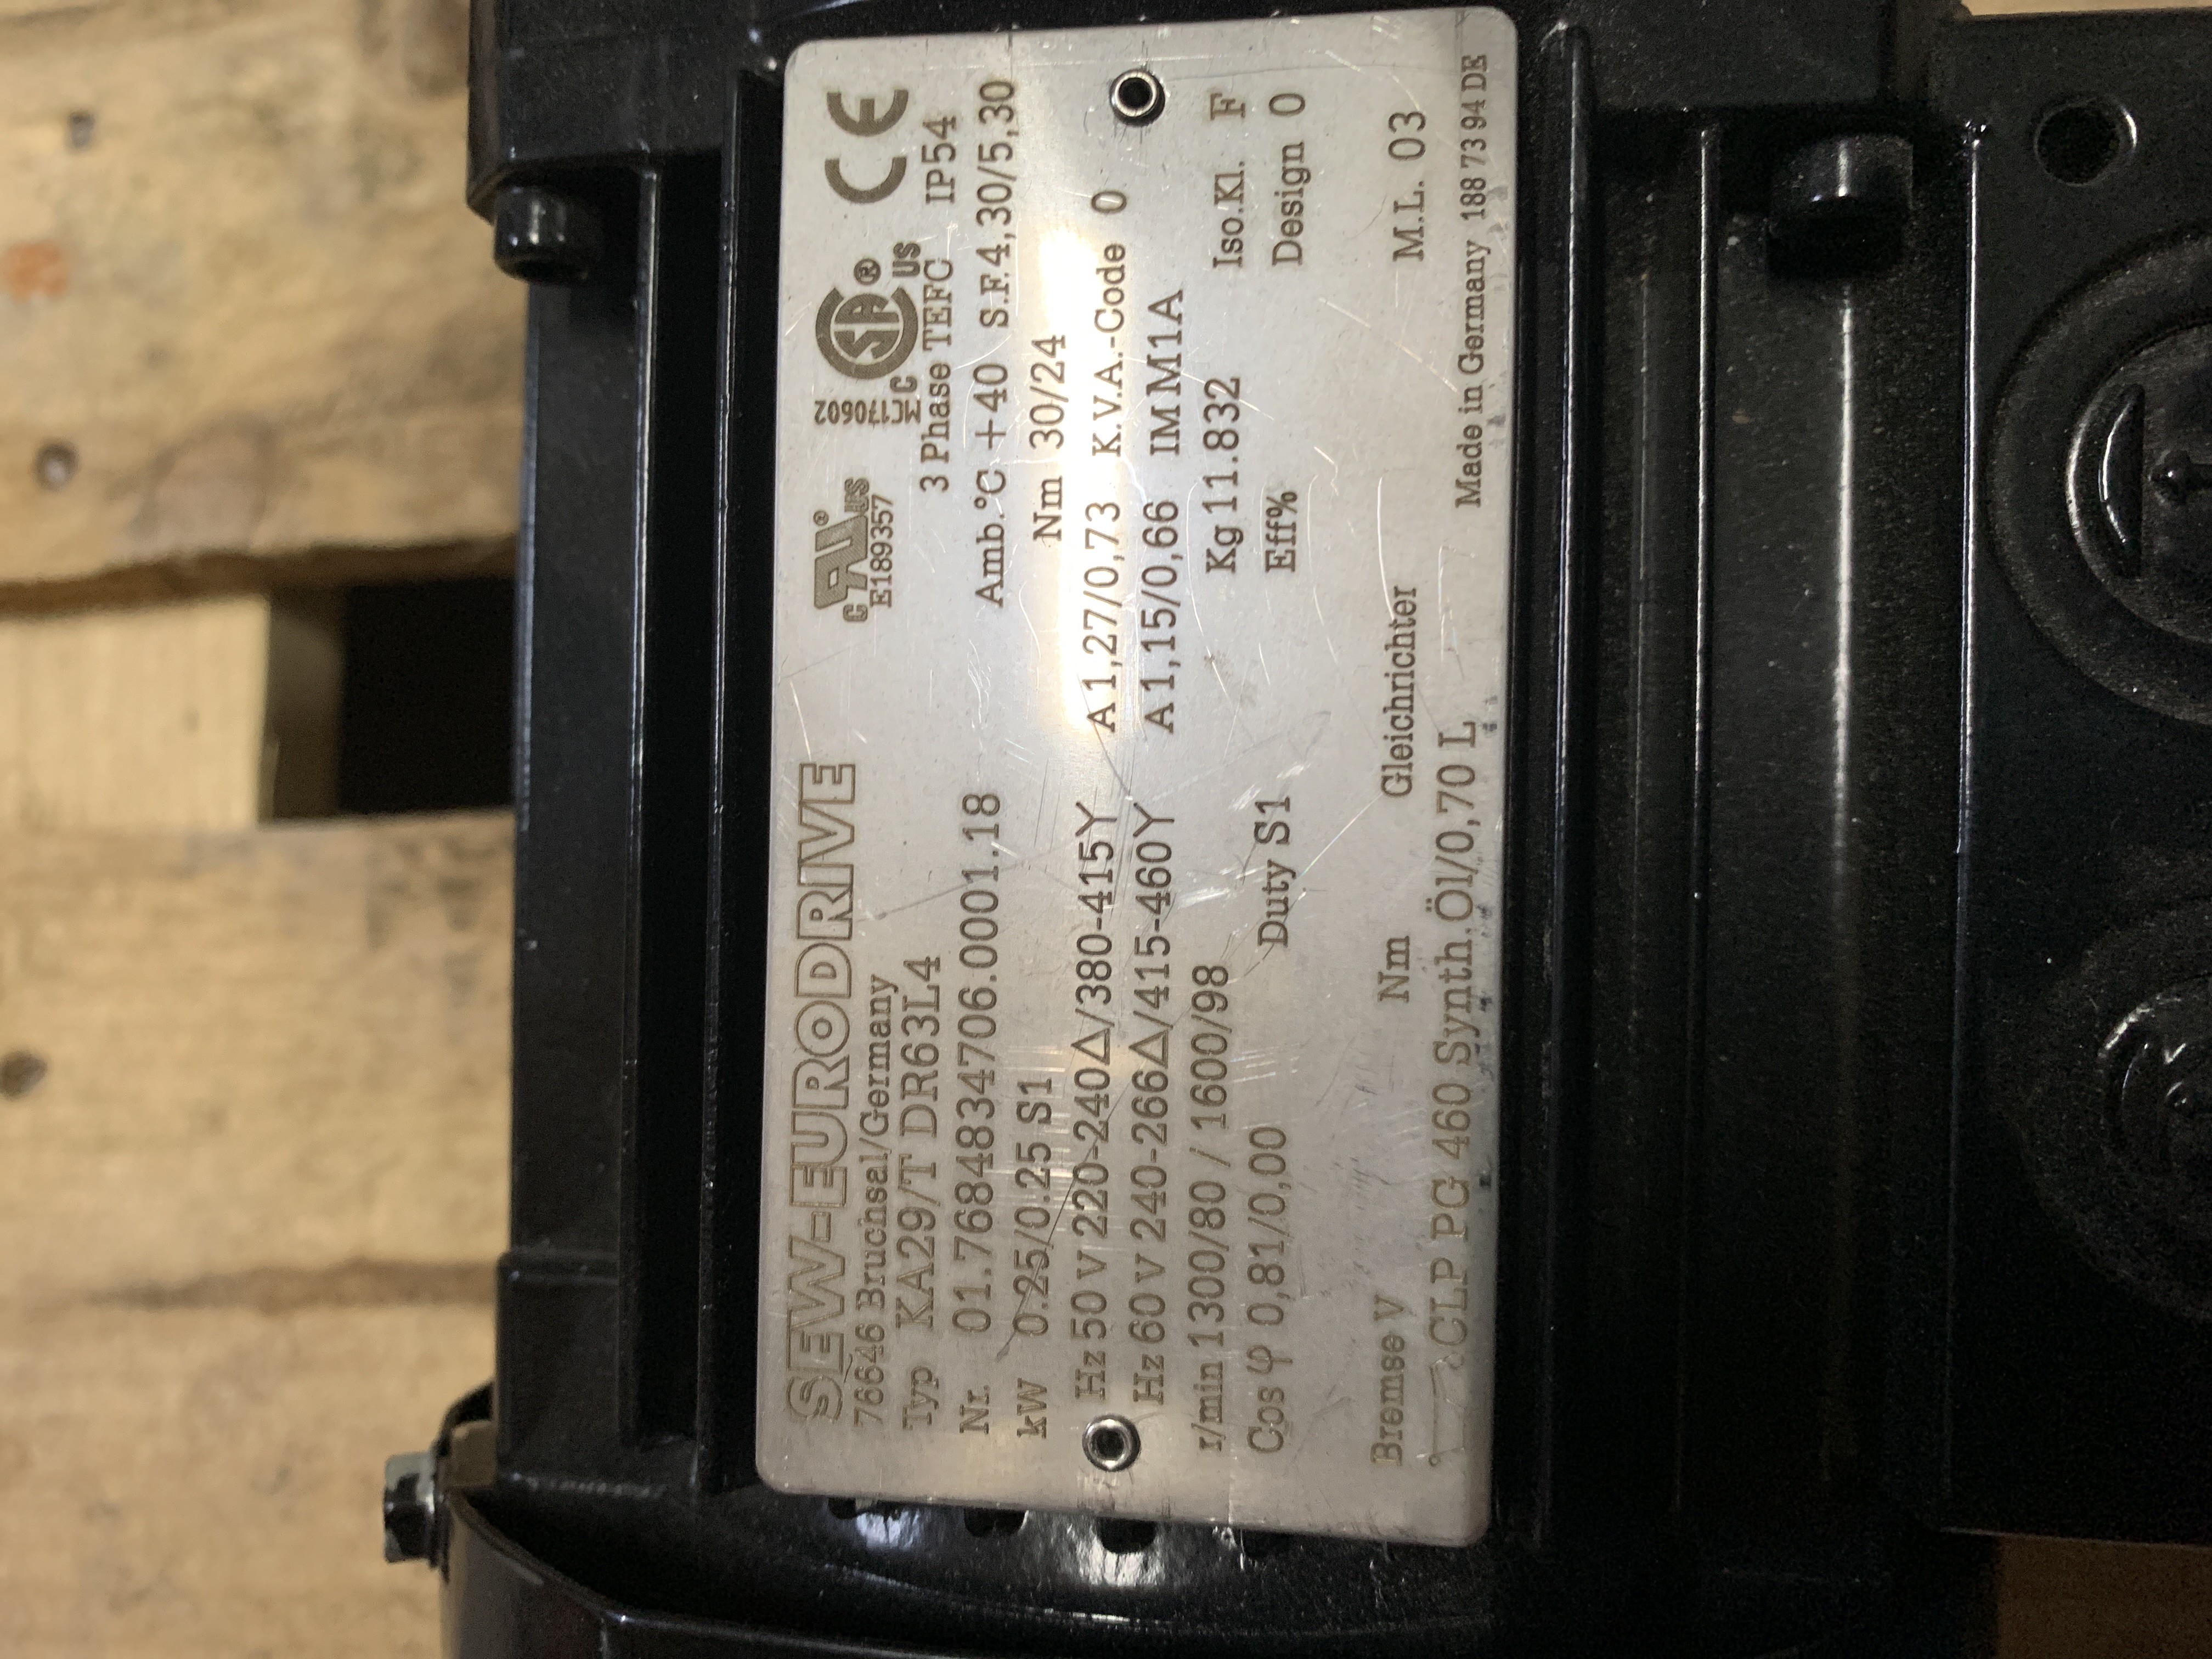 SEW-EURODRIVE
76646 Bruchsal/Germany
cURus® E189357
MC170602
C SA® US
CE
Typ KA29/T DR63L4 3 Phase TEFC IP54
Nr. 01.7684834706.0001.18 Amb.°C +40 S.F.4,30/5,30
kW 0.25/0.25 S1 Nm 30/24
Hz 50 V 220-240Δ/380-415Y A 1,27/0,73 K.V.A.-Code 0
Hz 60 V 240-266Δ/415-460Y A 1,15/0,66 IM M1A
r/min 1300/80 / 1600/98 Kg 11.832 Iso.Kl. F
Cos φ 0,81/0,00 Duty S1 Eff% Design 0
Bremse V Nm Gleichrichter M.L. 03
CLP PG 460 Synth.Öl/0,70 L Made in Germany 188 73 94 DE